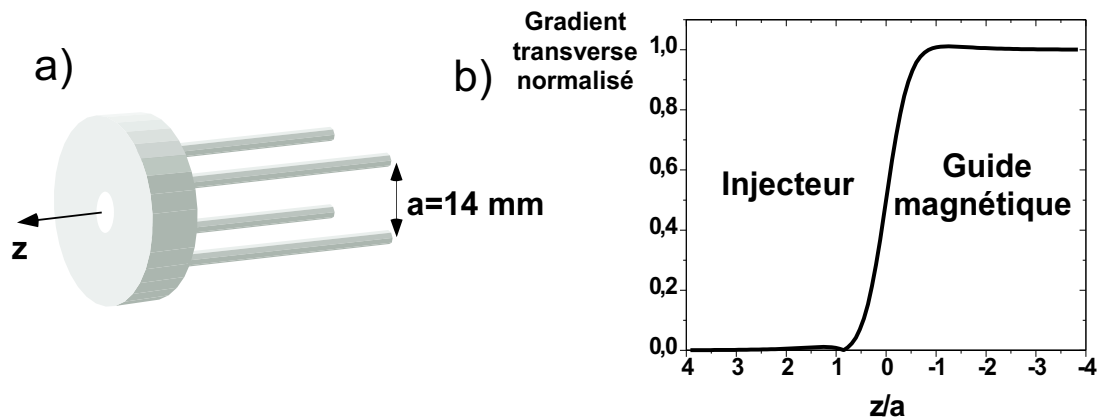 a)
z
a=14 mm
b)
Gradient
transverse
normalisé
1,0
0,8
0,6
0,4
0,2
0,0
Injecteur
Guide
magnétique
4 3 2 1 0 -1 -2 -3 -4
z/a